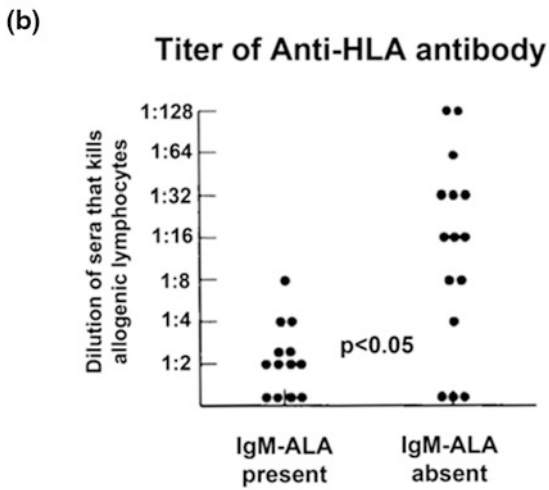 (b)
Titer of Anti-HLA antibody
Dilution of sera that kills
allogenic lymphocytes
1:128
1:64
1:32
1:16
1:8
1:4
1:2
p<0.05
IgM-ALA
present
IgM-ALA
absent